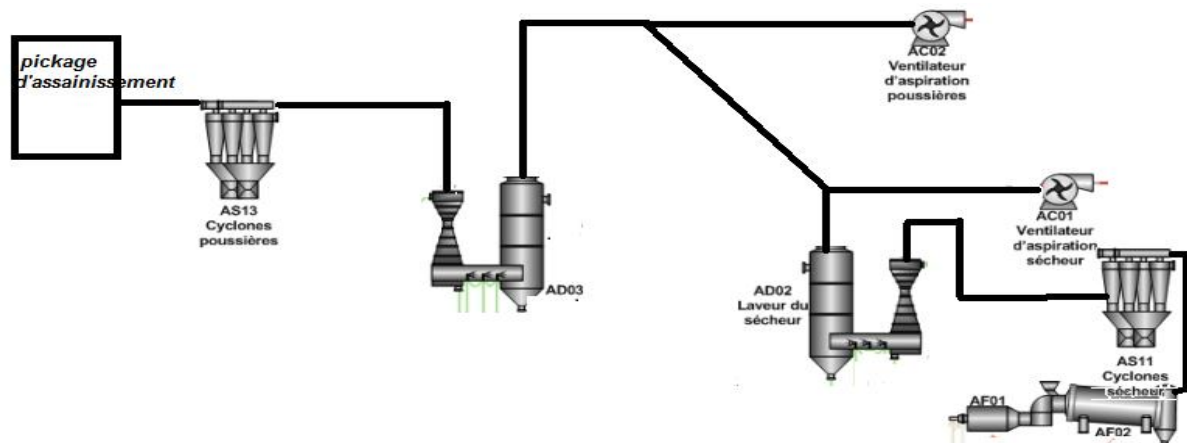 pickage
d'assainissement
AS13
Cyclones
poussières
AD03
AC02
Ventilateur
d'aspiration
poussières
AC01
Ventilateur
d'aspiration
sécheur
AD02
Laveur du
sécheur
AS11
Cyclones
sécheur
AF01
AF02